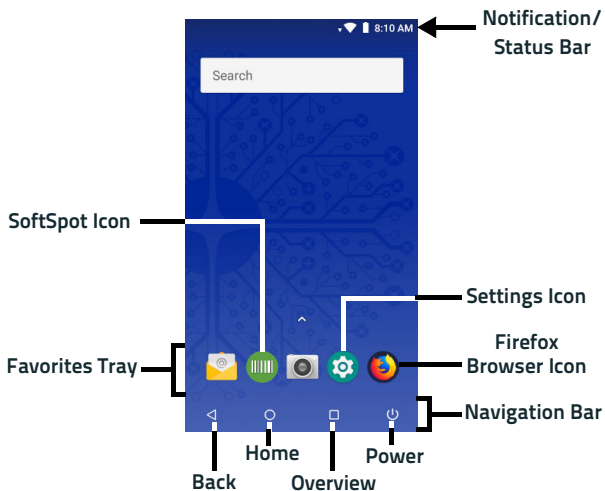 Notification/
Status Bar
8:10 AM
Search
SoftSpot Icon
Settings Icon
Firefox
Browser Icon
Favorites Tray
@
Navigation Bar
Home
Power
Back
Overview